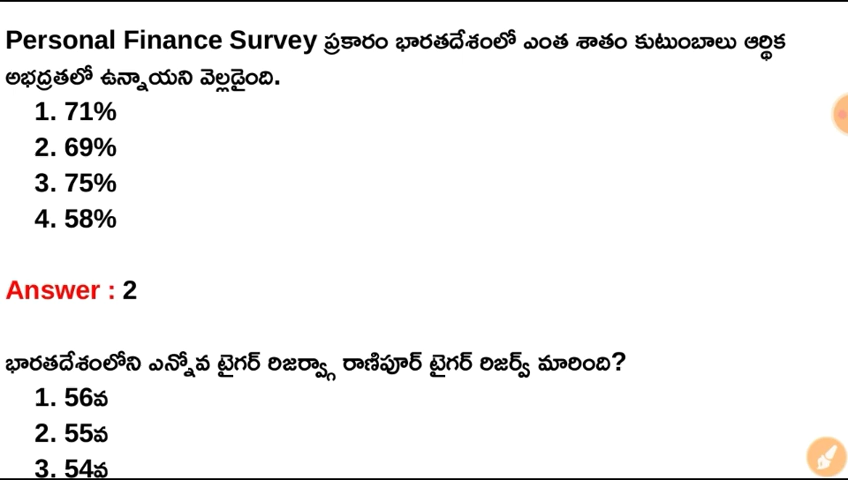 Personal Finance Survey ప్రకారం భారతదేశంలో ఎంత శాతం కుటుంబాలు ఆర్థిక
అభద్రతలో ఉన్నాయని వెల్లడైంది.
1. 71%
2. 69%
3. 75%
4. 58%
Answer : 2
భారతదేశంలోని ఎన్నోవ టైగర్ రిజర్వ్గా రాణిపూర్ టైగర్ రిజర్వ్ మారింది?
1. 56వ
2. 55వ
3. 54వ